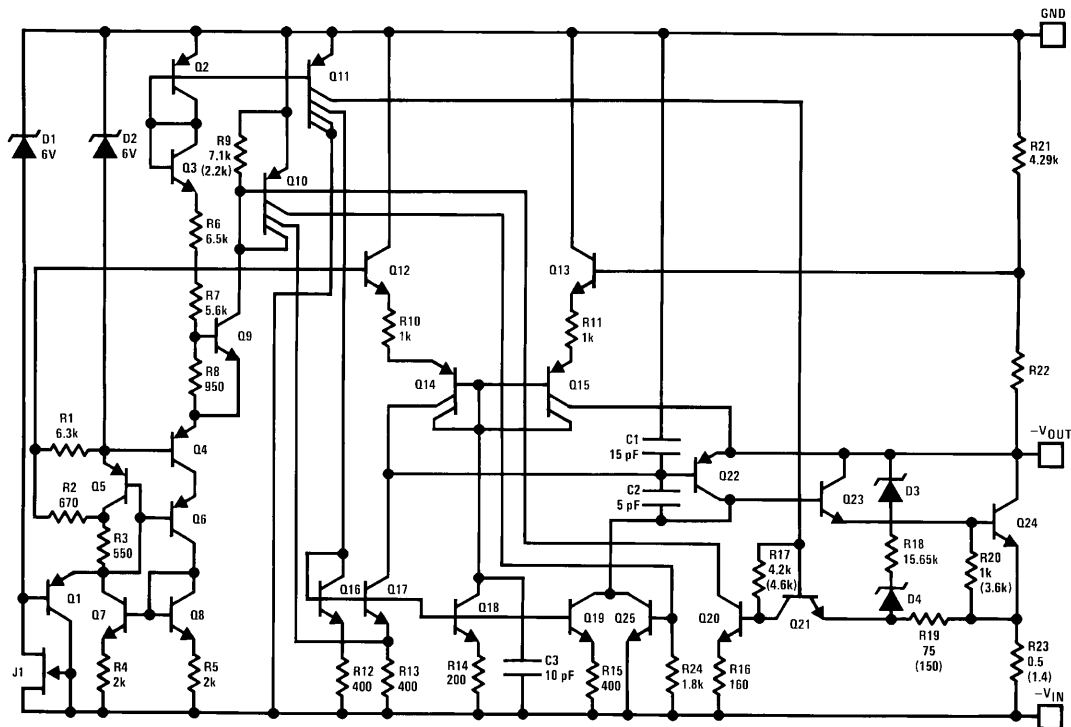 GND
Q2
Q11
D1
6V
D2
6V
R9
7.1k
(2.2k)
R21
4.29k
Q3
Q10
R6
6.5k
Q12
Q13
R7
5.6k
Q9
R10
1k
R11
1k
R8
950
Q14
Q15
R22
R1
6.3k
Q4
C1
15 pF
-VOUT
Q5
Q22
R2
670
Q6
C2
5 pF
Q23
D3
Q24
R3
550
R17
4.2k
(4.6k)
R18
15.65k
R20
1k
(3.6k)
Q1
Q7
Q8
Q16
Q17
Q18
Q19
Q25
Q20
Q21
D4
R19
75
(150)
J1
R4
2k
R5
2k
R12
400
R13
400
R14
200
C3
10 pF
R15
400
R24
1.8k
R16
160
R23
0.5
(1.4)
-VIN